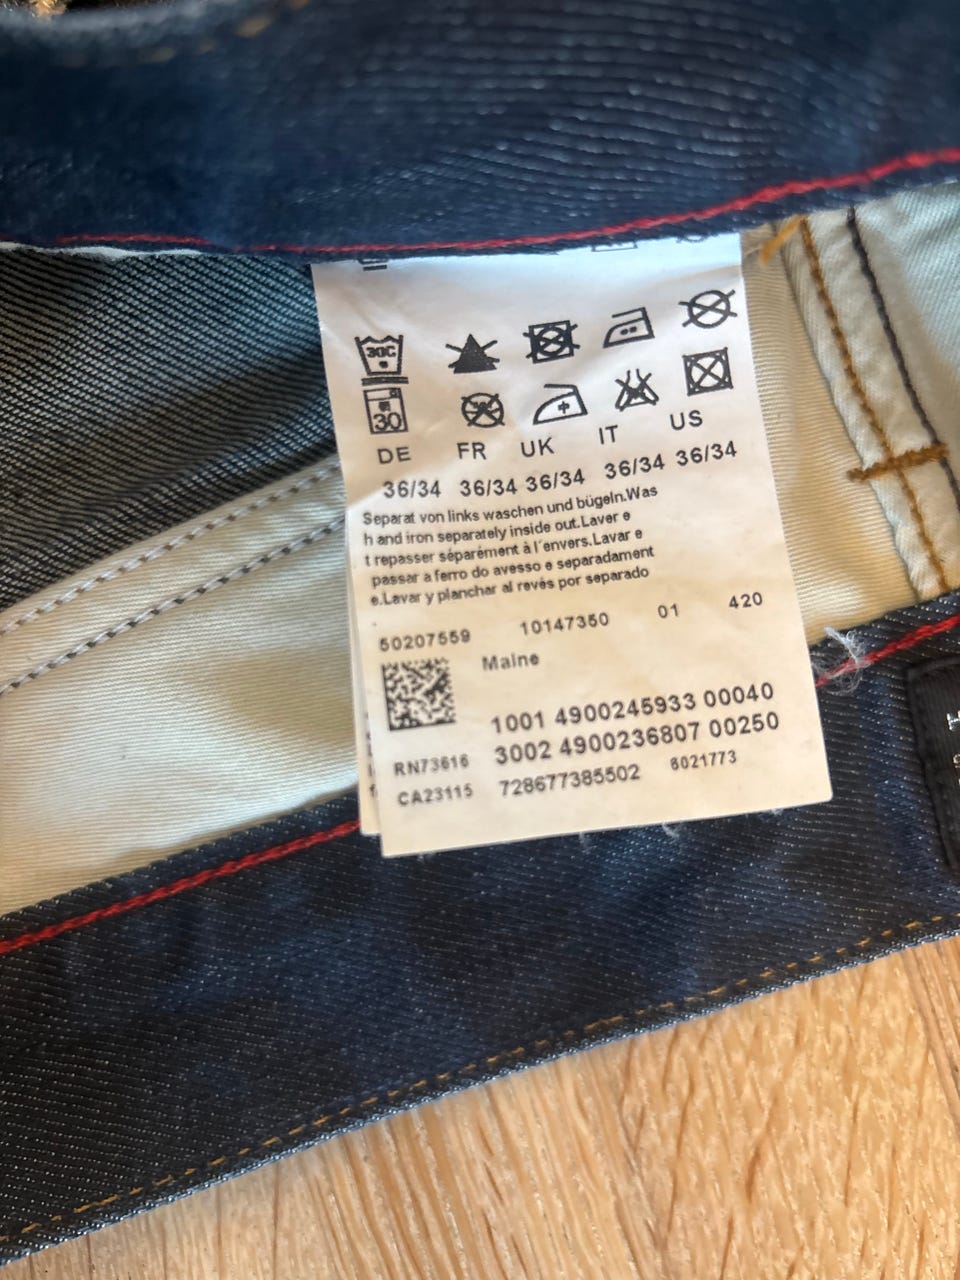 30C
30
DE FR UK IT US
36/34 36/34 36/34 36/34 36/34
Separat von links waschen und bügeln.Was
h and iron separately inside out.Laver e
t repasser séparément à l'envers.Lavar e
passar a ferro do avesso e separadament
e.Lavar y planchar al revés por separado
50207559 10147350 01 420
Maine
1001 4900245933 00040
3002 4900236807 00250
RN73616
CA23115 728677385502 6021773